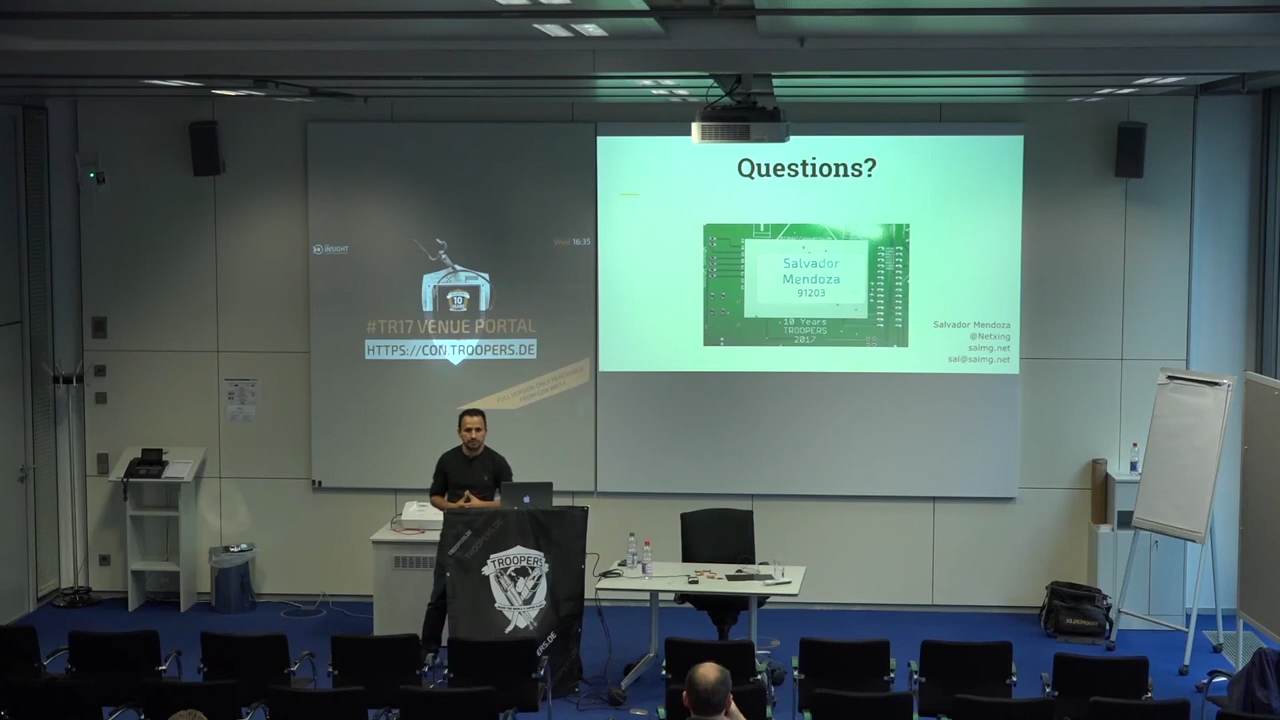 Questions?
Salvador
Mendoza
91203
10 Years
TROOPERS
2017
Salvador Mendoza
@Netxing
salmg.net
sal@salmg.net
INSIGHT
16:35
10
#TR17 VENUE PORTAL
HTTPS://CON.TROOPERS.DE
TROOPERS